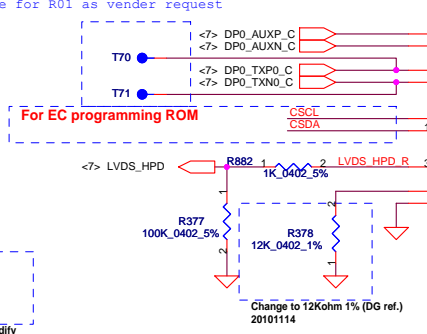 e for R01 as vender request
<7> DP0_AUXP_C
<7> DP0_AUXN_C
T70
<7> DP0_TXP0_C
<7> DP0_TXN0_C
T71
For EC programming ROM
CSCL
CSDA
<7> LVDS_HPD
R882
1
2
LVDS_HPD_R
1K_0402_5%
1
R377
100K_0402_5%
2
2
R378
12K_0402_1%
1
Change to 12Kohm 1% (DG ref.)
20101114
dify